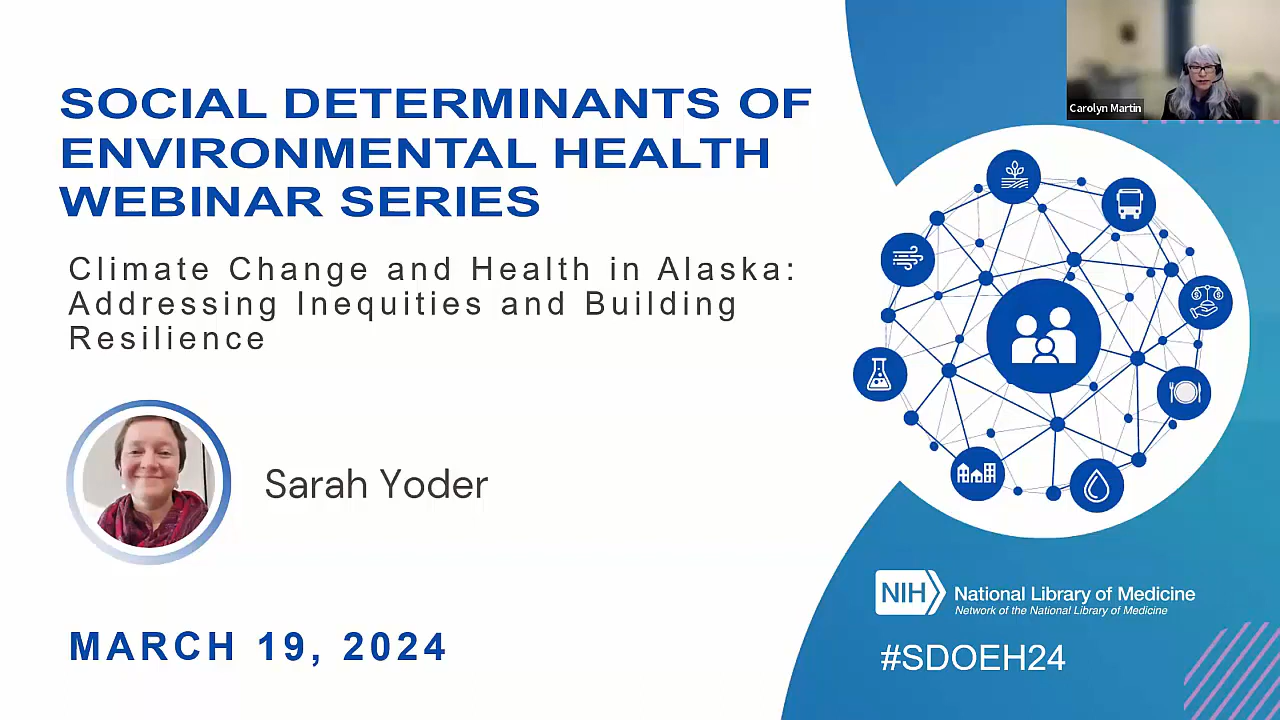 SOCIAL DETERMINANTS OF
ENVIRONMENTAL HEALTH
WEBINAR SERIES
Climate Change and Health in Alaska:
Addressing Inequities and Building
Resilience
Sarah Yoder
MARCH 19, 2024
Carolyn Martin
NIH National Library of Medicine
Network of the National Library of Medicine
#SDOEH24